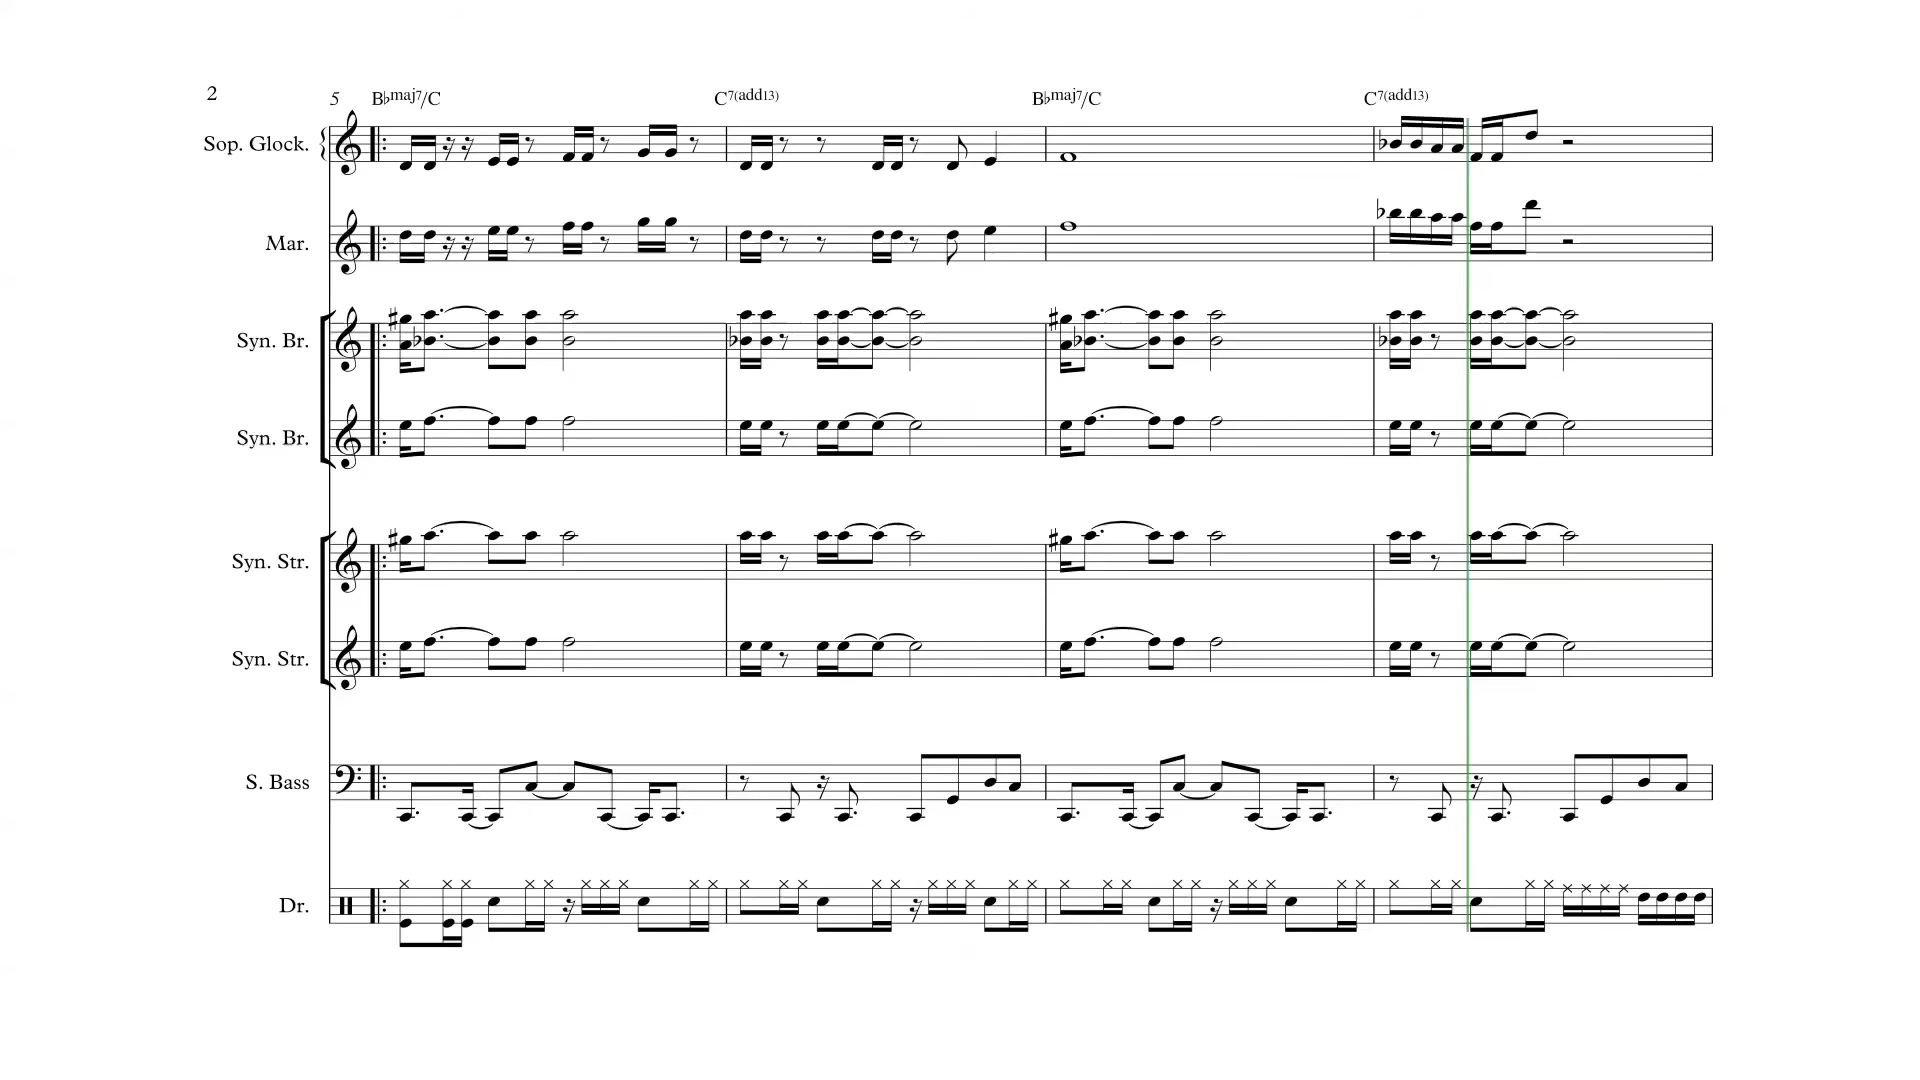 2
5 B♭maj7/C C7(add13) B♭maj7/C C7(add13)
Sop. Glock.
Mar.
Syn. Br.
Syn. Br.
Syn. Str.
Syn. Str.
S. Bass
Dr.